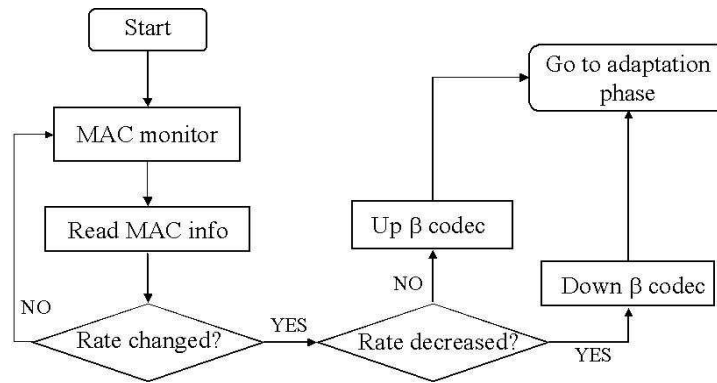 Start
MAC monitor
Read MAC info
Rate changed?
NO
YES
Rate decreased?
NO
Up β codec
YES
Down β codec
Go to adaptation
phase